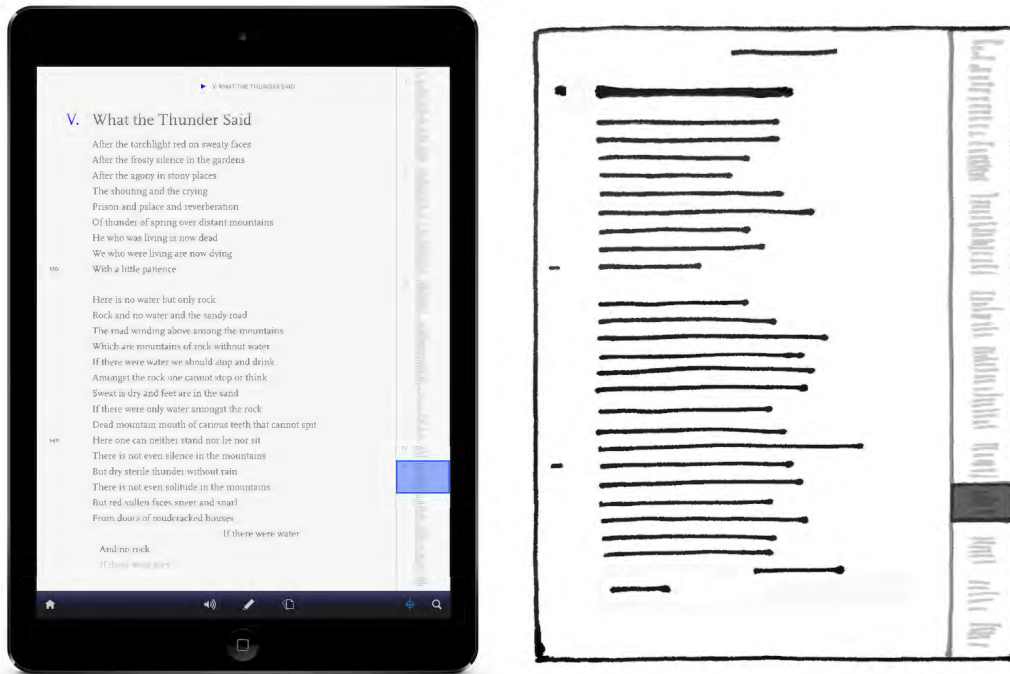 V. WHAT THE THUNDER SAID
V. What the Thunder Said
After the torchlight red on sweaty faces
After the frosty silence in the gardens
After the agony in stony places
The shouting and the crying
Prison and palace and reverberation
Of thunder of spring over distant mountains
He who was living is now dead
We who were living are now dying
330 With a little patience
Here is no water but only rock
Rock and no water and the sandy road
The road winding above among the mountains
Which are mountains of rock without water
If there were water we should stop and drink
Amongst the rock one cannot stop or think
Sweat is dry and feet are in the sand
If there were only water amongst the rock
Dead mountain mouth of carious teeth that cannot spit
340 Here one can neither stand nor lie nor sit
There is not even silence in the mountains
But dry sterile thunder without rain
There is not even solitude in the mountains
But red sullen faces sneer and snarl
From doors of mudcracked houses
If there were water
And no rock
If there were rock